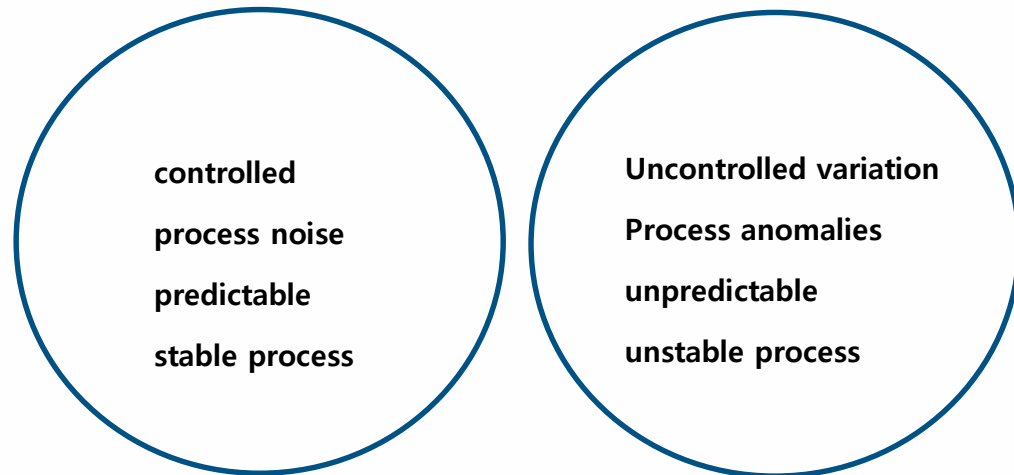 controlled
process noise
predictable
stable process
Uncontrolled variation
Process anomalies
unpredictable
unstable process